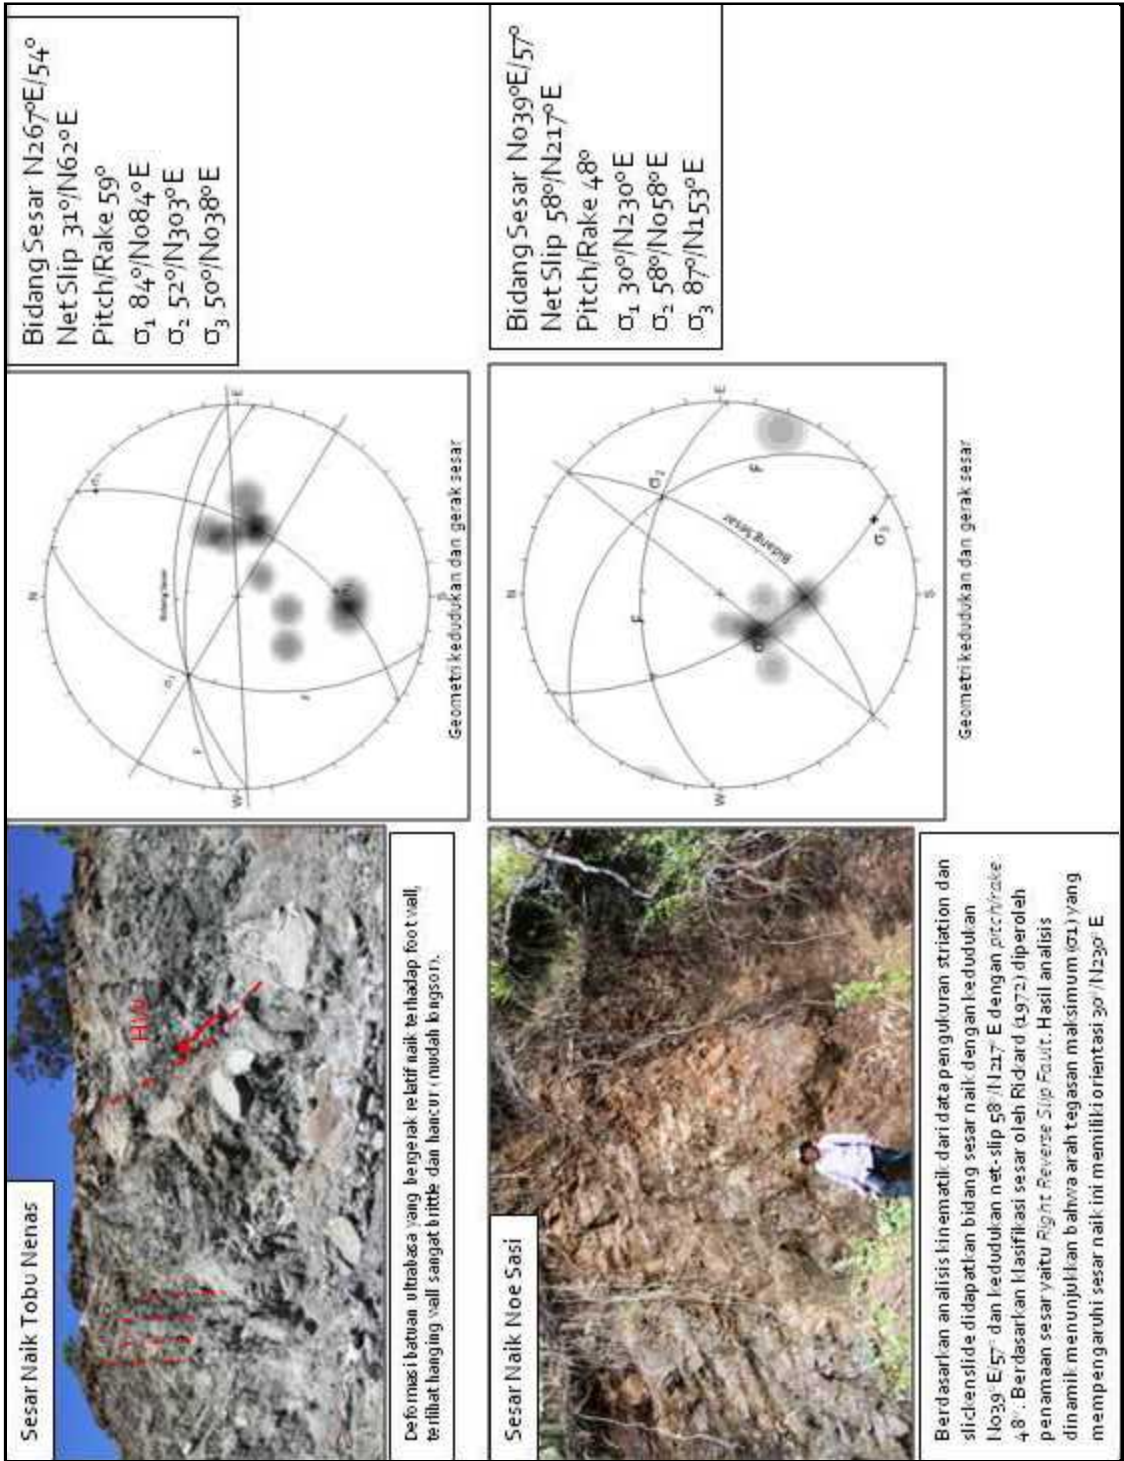 Sesar Naik Tobu Nenas
HW
Deformasi batuan ultrabasa yang bergerak relatif naik terhadap foot wall,
terlihat hanging wall sangat brittle dan hancur (mudah longsor).
N
E
S
W
Bidang Sesar
F
F
σ
Geometri kedudukan dan gerak sesar
Bidang Sesar N267°E/54°
Net Slip 31°/N62°E
Pitch/Rake 59°
σ1 84°/N084°E
σ2 52°/N303°E
σ3 50°/N038°E
Sesar Naik Noe Sasi
Berdasarkan analisis kinematik dari data pengukuran striation dan
slickenslide didapatkan bidang sesar naik dengan kedudukan
N039°E/57° dan kedudukan net-slip 58°/N217°E dengan pitch/rake
48°. Berdasarkan klasifikasi sesar oleh Rickard (1972) diperoleh
penamaan sesar yaitu Right Reverse Slip Fault. Hasil analisis
dinamik menunjukkan bahwa arah tegasan maksimum (σ1) yang
mempengaruhi sesar naik ini memiliki orientasi 30°/N230°E
N
E
S
W
F
F
σ2
σ3
Bidang Sesar
Geometri kedudukan dan gerak sesar
Bidang Sesar N039°E/57°
Net Slip 58°/N217°E
Pitch/Rake 48°
σ1 30°/N230°E
σ2 58°/N058°E
σ3 87°/N153°E